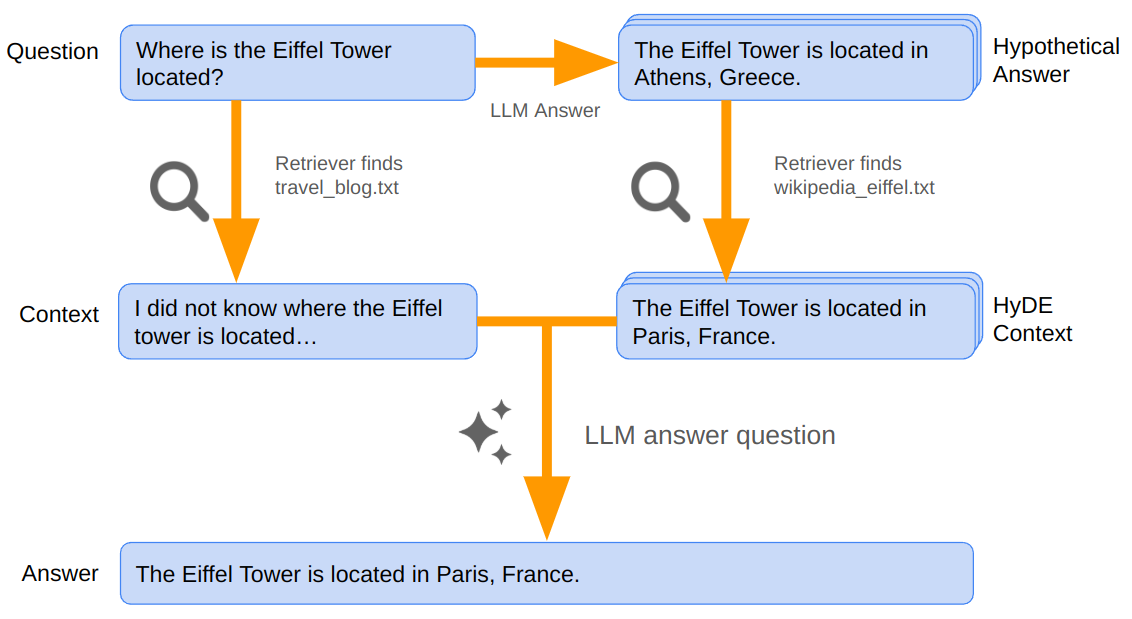 Question
Where is the Eiffel Tower
located?
LLM Answer
The Eiffel Tower is located in
Athens, Greece.
Hypothetical
Answer
Retriever finds
travel_blog.txt
Retriever finds
wikipedia_eiffel.txt
Context
I did not know where the Eiffel
tower is located…
The Eiffel Tower is located in
Paris, France.
HyDE
Context
LLM answer question
Answer
The Eiffel Tower is located in Paris, France.